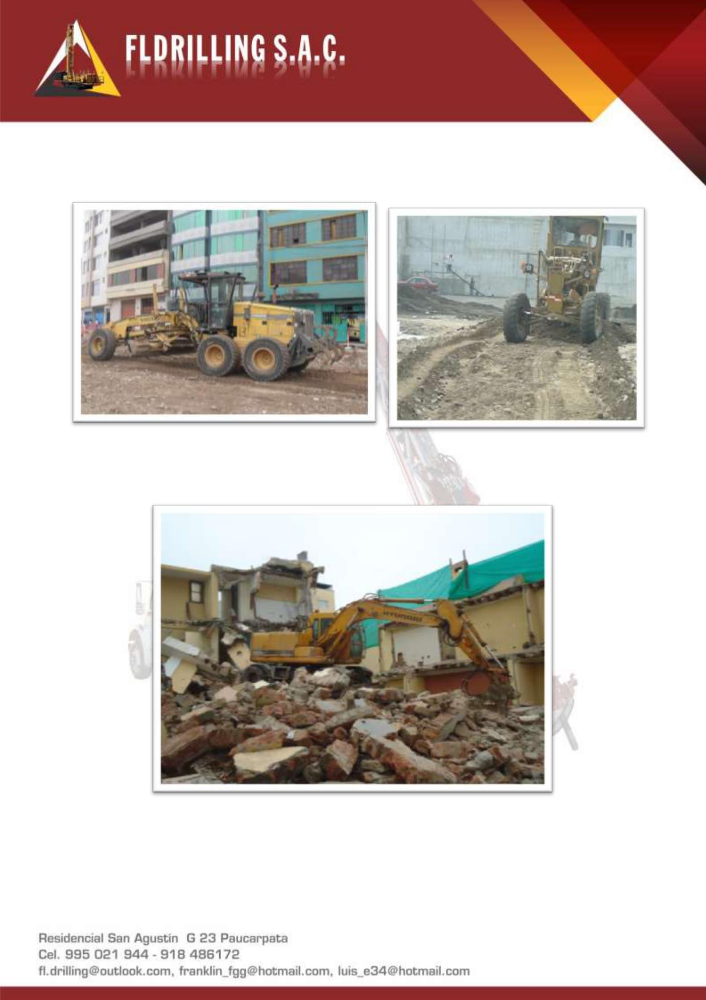 FLDRILLING S.A.C.
HYUNDAI
Residencial San Agustín G 23 Paucarpata
Cel. 995 021 944 - 918 486172
fl.drilling@outlook.com, franklin_fgg@hotmail.com, luis_e34@hotmail.com